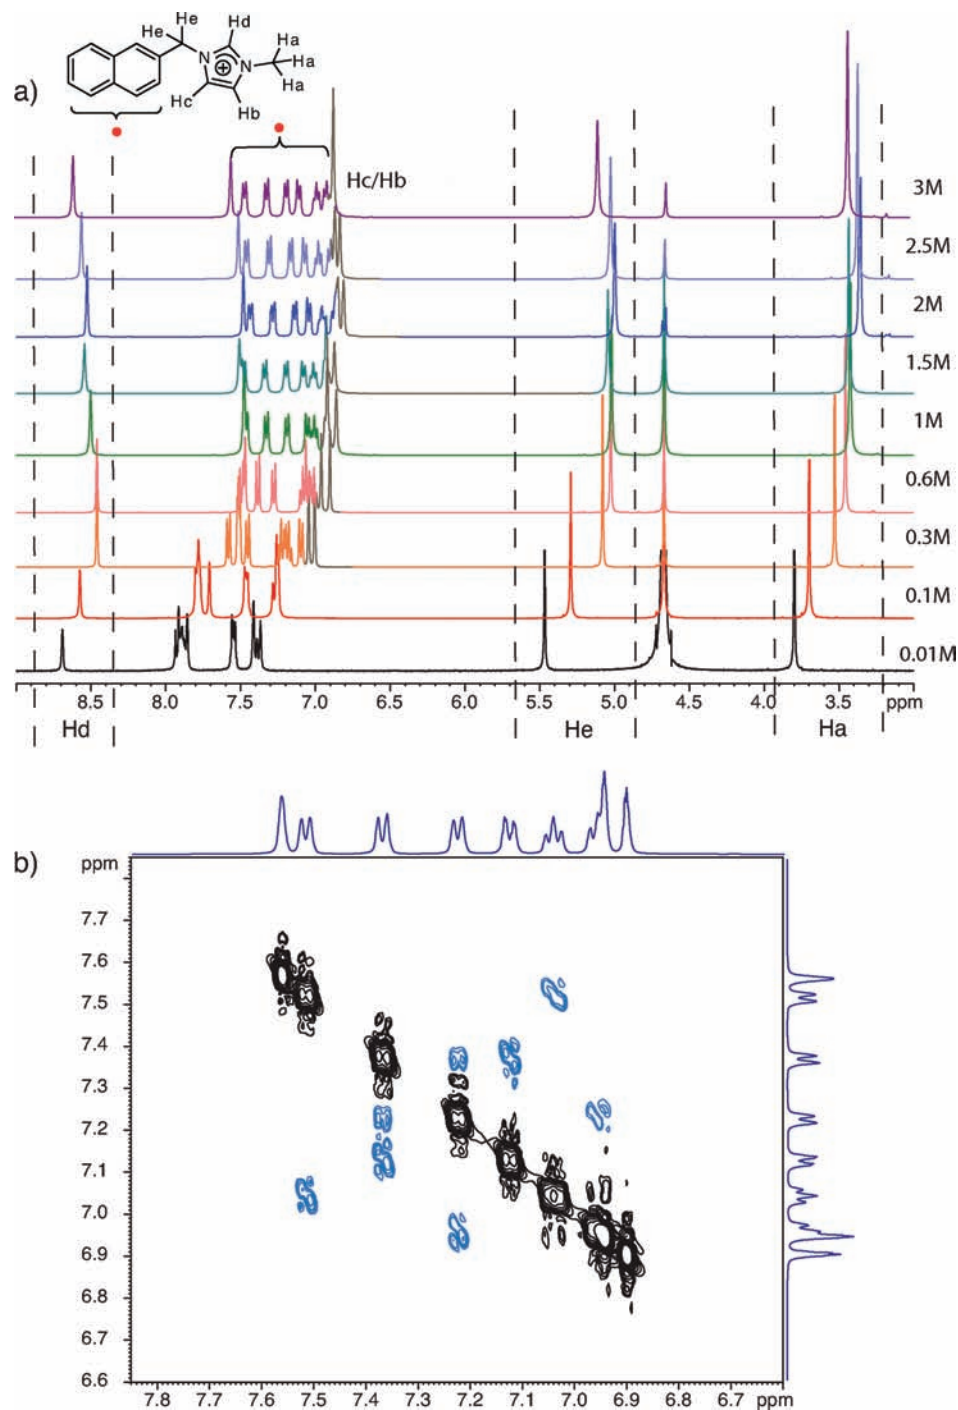 He
He
Hd
Ha
N
N
Ha
Ha
Hc
Hb
a)
Hc/Hb
3M
2.5M
2M
1.5M
1M
0.6M
0.3M
0.1M
0.01M
8.5 8.0 7.5 7.0 6.5 6.0 5.5 5.0 4.5 4.0 3.5 ppm
Hd He Ha
b)
ppm
7.7
7.6
7.5
7.4
7.3
7.2
7.1
7.0
6.9
6.8
6.7
6.6
7.8 7.7 7.6 7.5 7.4 7.3 7.2 7.1 7.0 6.9 6.8 6.7 ppm